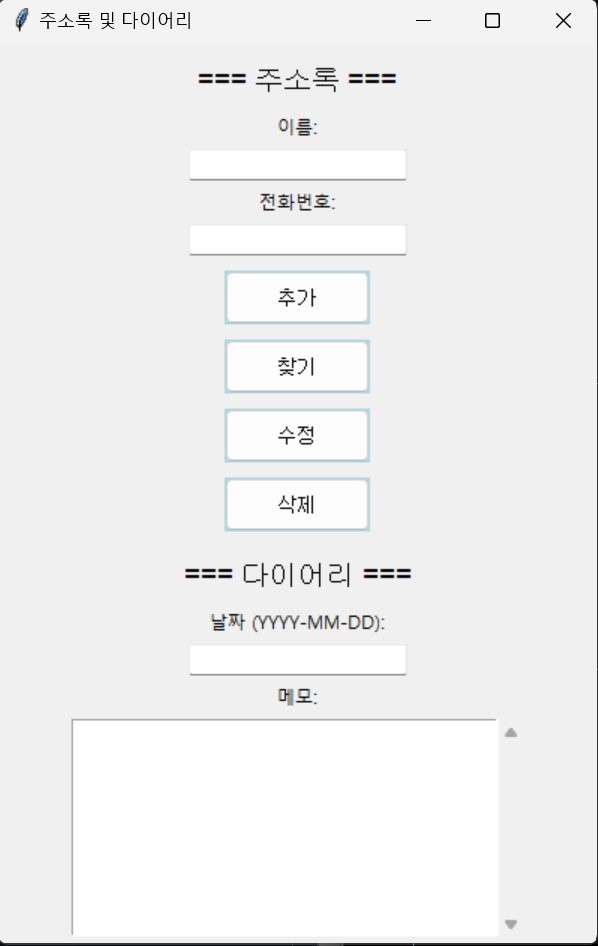 주소록 및 다이어리
=== 주소록 ===
이름:
전화번호:
추가
찾기
수정
삭제
=== 다이어리 ===
날짜 (YYYY-MM-DD):
메모: